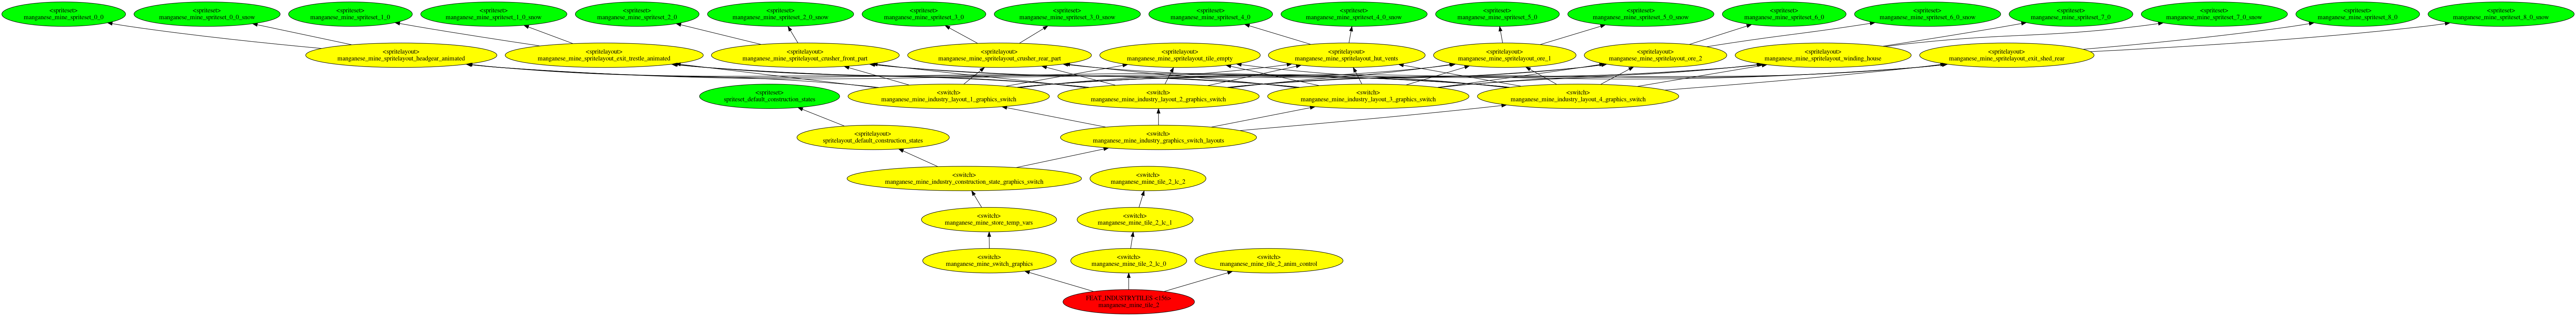 <spriteset>
manganese_mine_spriteset_0_0
<spriteset>
manganese_mine_spriteset_0_0_snow
<spriteset>
manganese_mine_spriteset_1_0
<spriteset>
manganese_mine_spriteset_1_0_snow
<spriteset>
manganese_mine_spriteset_2_0
<spriteset>
manganese_mine_spriteset_2_0_snow
<spriteset>
manganese_mine_spriteset_3_0
<spriteset>
manganese_mine_spriteset_3_0_snow
<spriteset>
manganese_mine_spriteset_4_0
<spriteset>
manganese_mine_spriteset_4_0_snow
<spriteset>
manganese_mine_spriteset_5_0
<spriteset>
manganese_mine_spriteset_5_0_snow
<spriteset>
manganese_mine_spriteset_6_0
<spriteset>
manganese_mine_spriteset_6_0_snow
<spriteset>
manganese_mine_spriteset_7_0
<spriteset>
manganese_mine_spriteset_7_0_snow
<spriteset>
manganese_mine_spriteset_8_0
<spriteset>
manganese_mine_spriteset_8_0_snow
<spritelayout>
manganese_mine_spritelayout_headgear_animated
<spritelayout>
manganese_mine_spritelayout_exit_trestle_animated
<spritelayout>
manganese_mine_spritelayout_crusher_front_part
<spritelayout>
manganese_mine_spritelayout_crusher_rear_part
<spritelayout>
manganese_mine_spritelayout_tile_empty
<spritelayout>
manganese_mine_spritelayout_hut_vents
<spritelayout>
manganese_mine_spritelayout_ore_1
<spritelayout>
manganese_mine_spritelayout_ore_2
<spritelayout>
manganese_mine_spritelayout_winding_house
<spritelayout>
manganese_mine_spritelayout_exit_shed_rear
<spriteset>
spriteset_default_construction_states
<switch>
manganese_mine_industry_layout_1_graphics_switch
<switch>
manganese_mine_industry_layout_2_graphics_switch
<switch>
manganese_mine_industry_layout_3_graphics_switch
<switch>
manganese_mine_industry_layout_4_graphics_switch
<spritelayout>
spritelayout_default_construction_states
<switch>
manganese_mine_industry_graphics_switch_layouts
<switch>
manganese_mine_industry_construction_state_graphics_switch
<switch>
manganese_mine_tile_2_lc_2
<switch>
manganese_mine_store_temp_vars
<switch>
manganese_mine_tile_2_lc_1
<switch>
manganese_mine_switch_graphics
<switch>
manganese_mine_tile_2_lc_0
<switch>
manganese_mine_tile_2_anim_control
FEAT_INDUSTRYTILES <156>
manganese_mine_tile_2